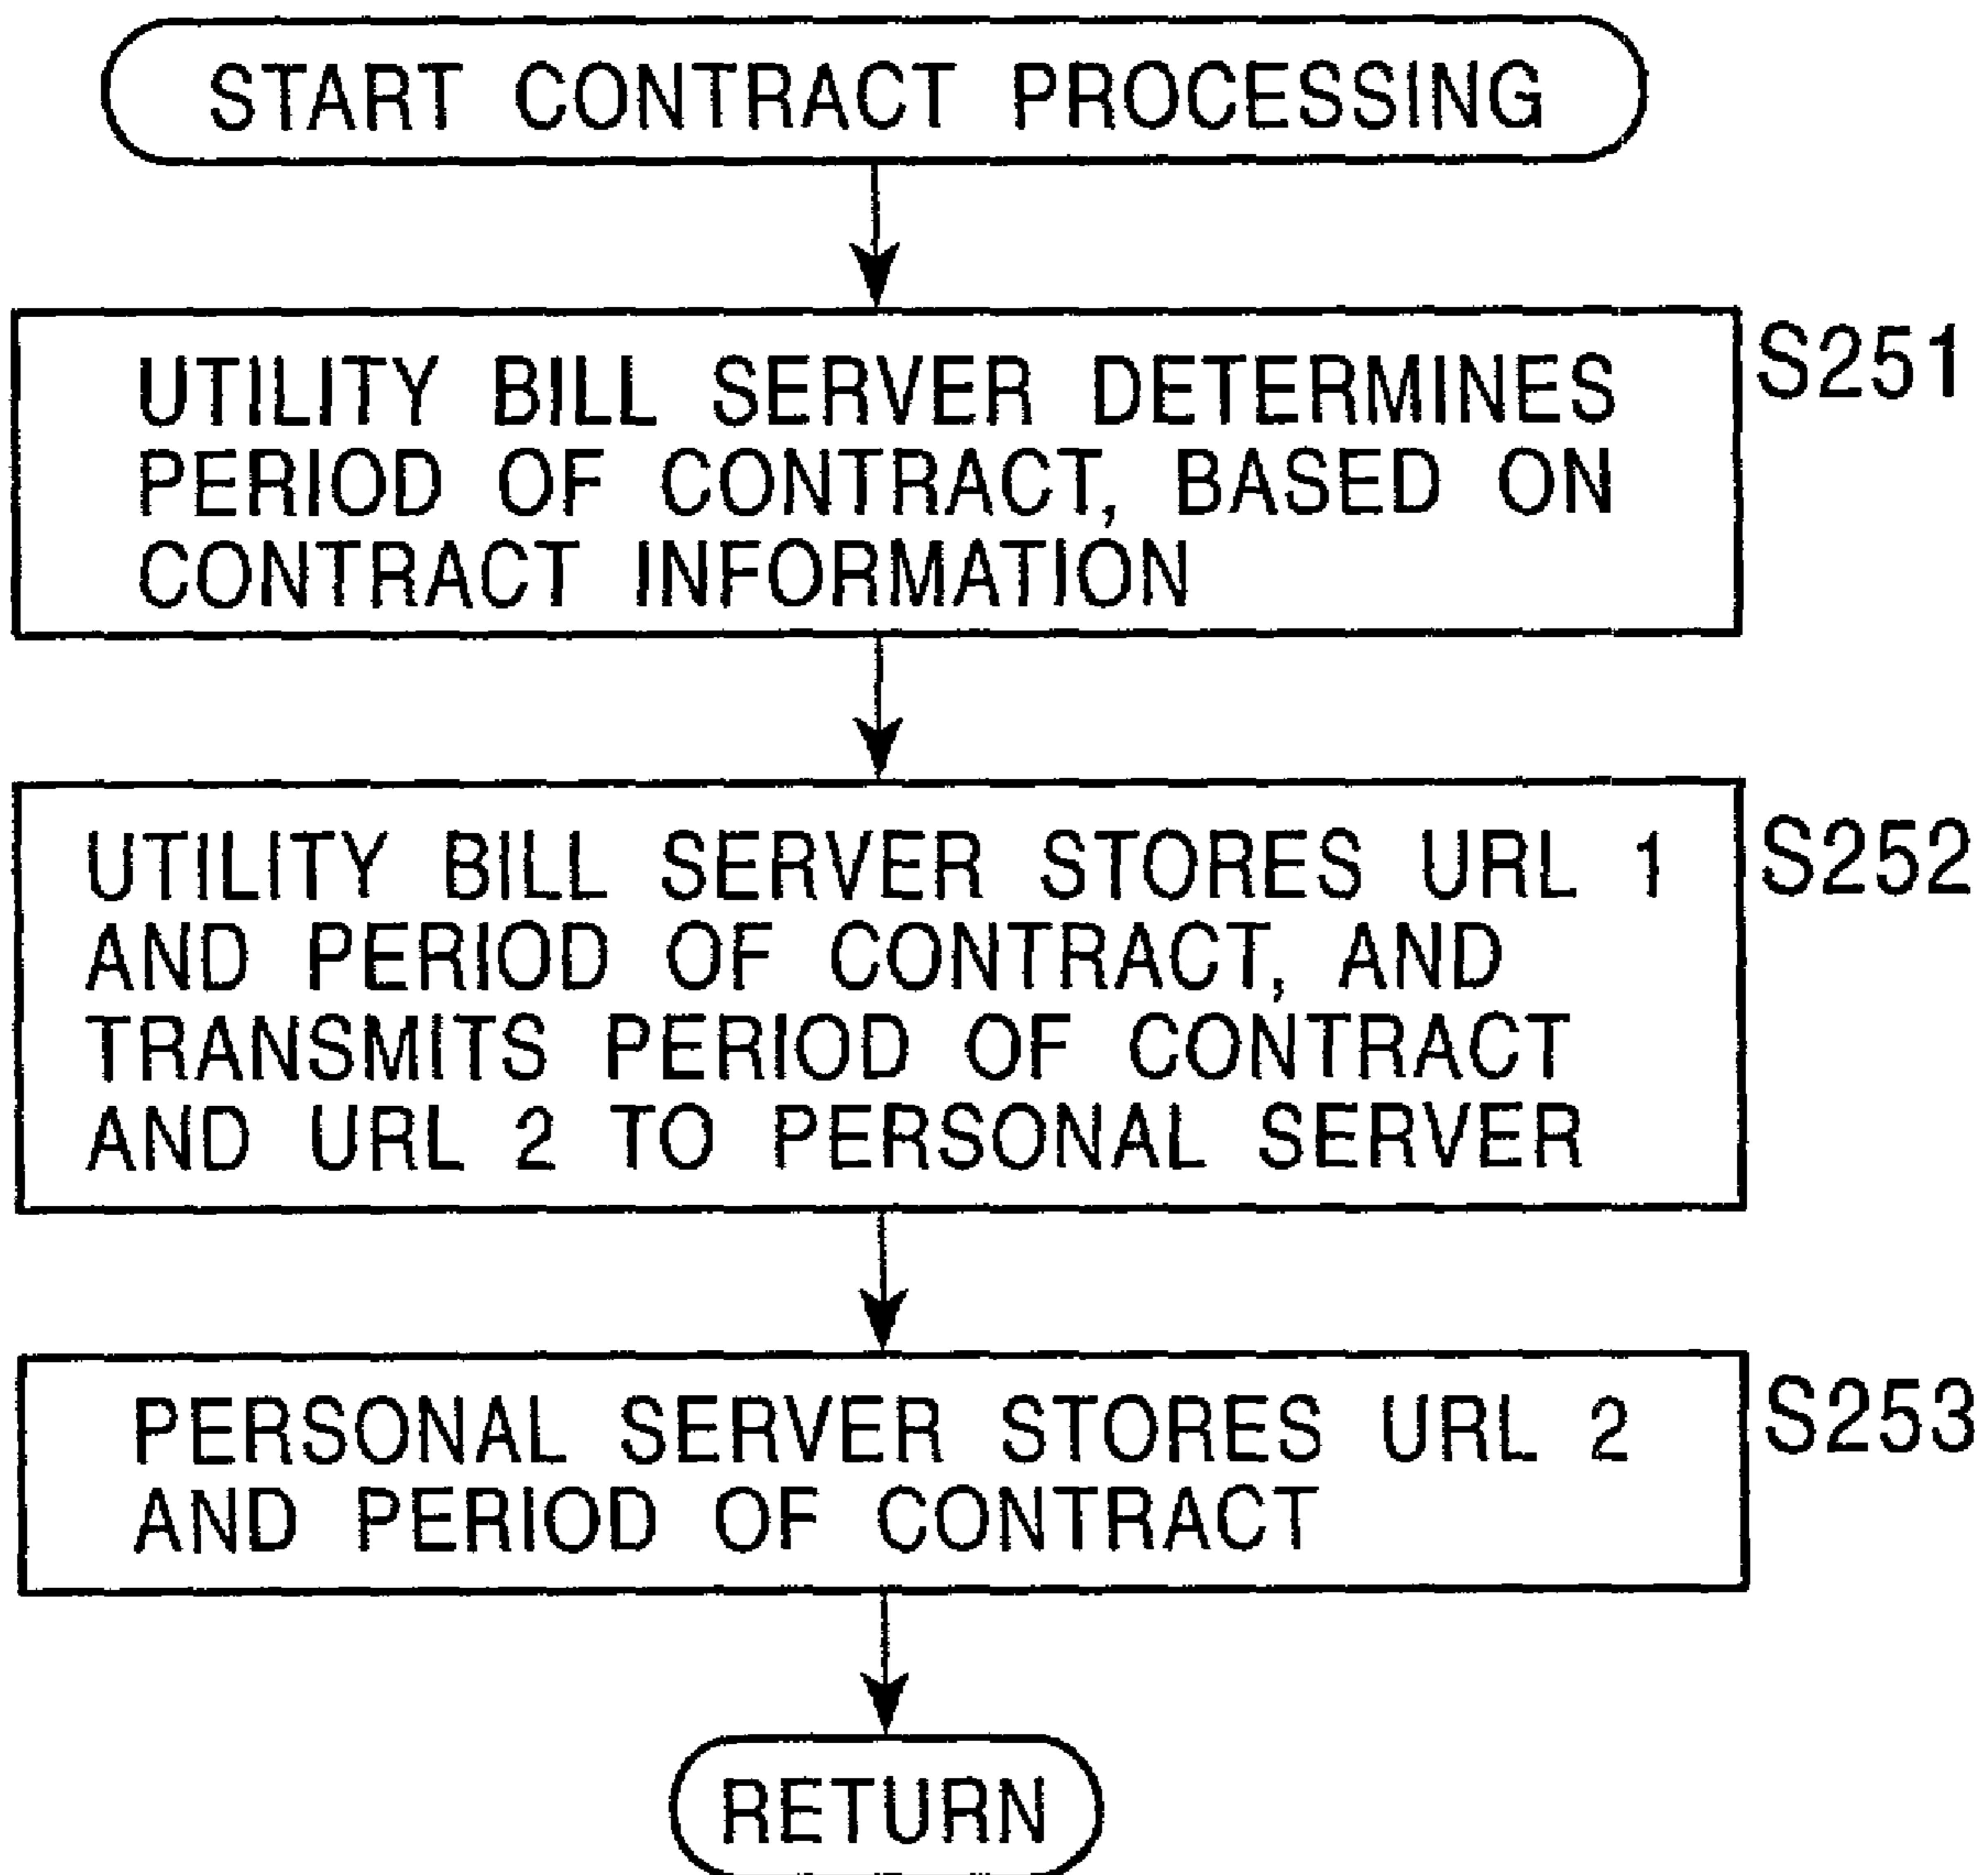 START CONTRACT PROCESSING
UTILITY BILL SERVER DETERMINES
PERIOD OF CONTRACT, BASED ON
CONTRACT INFORMATION
S251
UTILITY BILL SERVER STORES URL 1
AND PERIOD OF CONTRACT, AND
TRANSMITS PERIOD OF CONTRACT
AND URL 2 TO PERSONAL SERVER
S252
PERSONAL SERVER STORES URL 2
AND PERIOD OF CONTRACT
S253
RETURN